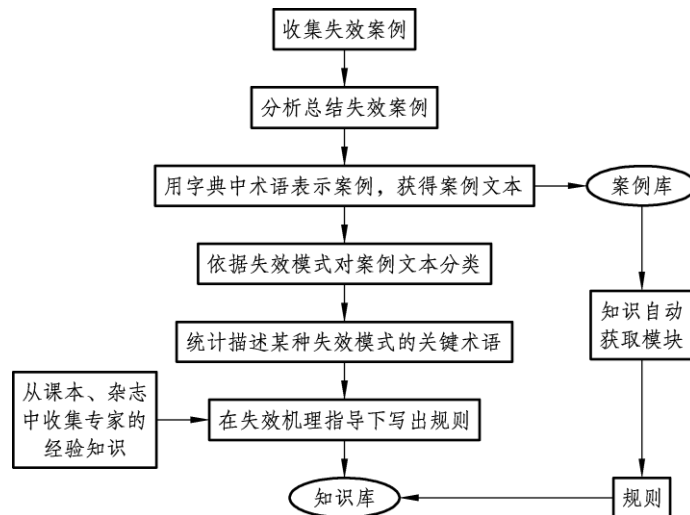 收集失效案例
分析总结失效案例
用字典中术语表示案例，获得案例文本
案例库
依据失效模式对案例文本分类
知识自动
获取模块
统计描述某种失效模式的关键术语
从课本、杂志
中收集专家的
经验知识
在失效机理指导下写出规则
知识库
规则